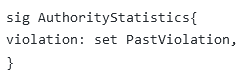 sig AuthorityStatistics{
violation: set PastViolation,
}